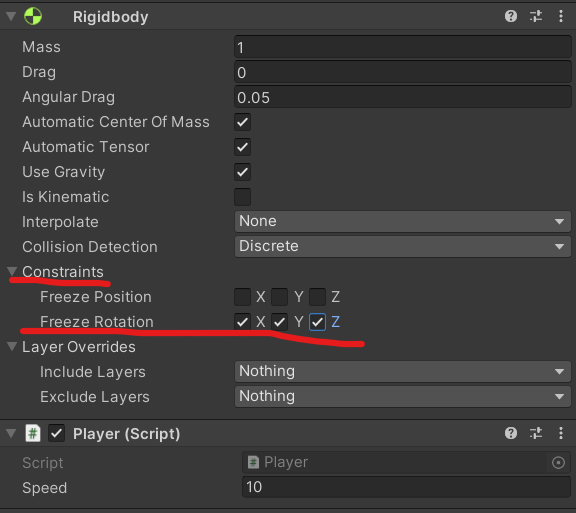 Rigidbody
Mass 1
Drag 0
Angular Drag 0.05
Automatic Center Of Mass
Automatic Tensor
Use Gravity
Is Kinematic
Interpolate None
Collision Detection Discrete
Constraints
Freeze Position X Y Z
Freeze Rotation X Y Z
Layer Overrides
Include Layers Nothing
Exclude Layers Nothing
# Player (Script)
Script # Player
Speed 10